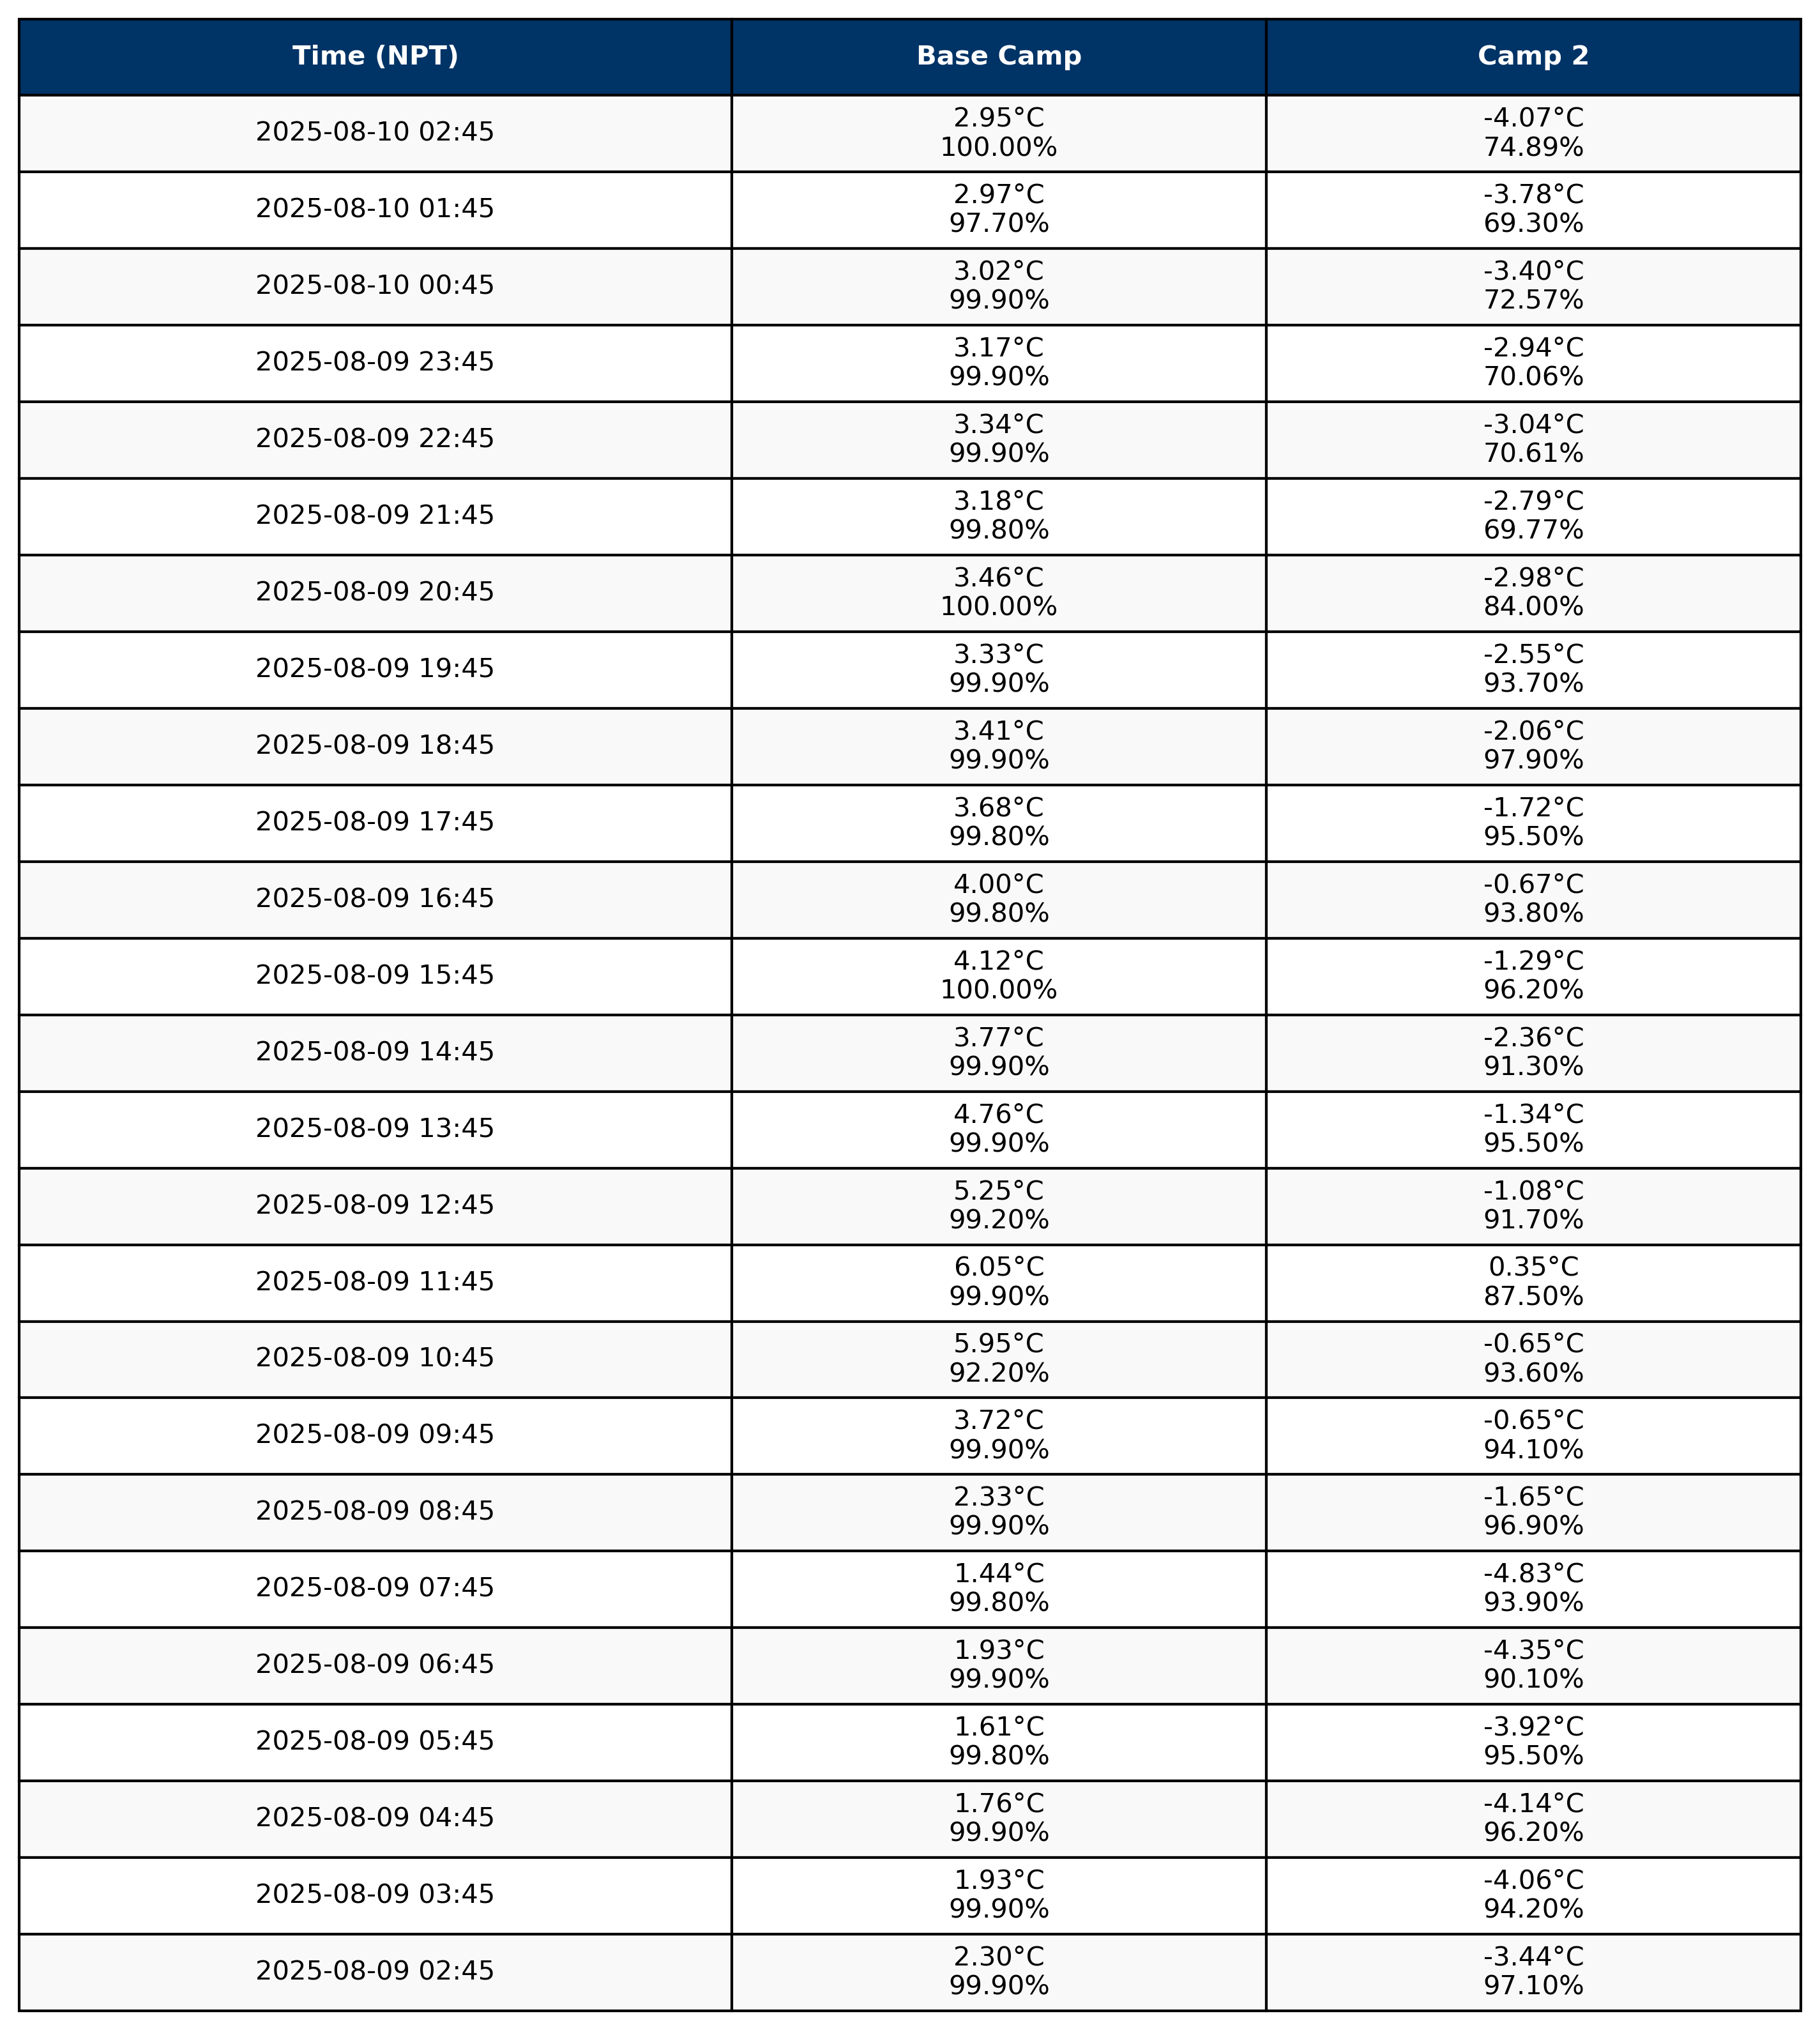 Time (NPT) Base Camp Camp 2
2025-08-10 02:45 2.95°C -4.07°C
100.00% 74.89%
2025-08-10 01:45 2.97°C -3.78°C
97.70% 69.30%
2025-08-10 00:45 3.02°C -3.40°C
99.90% 72.57%
2025-08-09 23:45 3.17°C -2.94°C
99.90% 70.06%
2025-08-09 22:45 3.34°C -3.04°C
99.90% 70.61%
2025-08-09 21:45 3.18°C -2.79°C
99.80% 69.77%
2025-08-09 20:45 3.46°C -2.98°C
100.00% 84.00%
2025-08-09 19:45 3.33°C -2.55°C
99.90% 93.70%
2025-08-09 18:45 3.41°C -2.06°C
99.90% 97.90%
2025-08-09 17:45 3.68°C -1.72°C
99.80% 95.50%
2025-08-09 16:45 4.00°C -0.67°C
99.80% 93.80%
2025-08-09 15:45 4.12°C -1.29°C
100.00% 96.20%
2025-08-09 14:45 3.77°C -2.36°C
99.90% 91.30%
2025-08-09 13:45 4.76°C -1.34°C
99.90% 95.50%
2025-08-09 12:45 5.25°C -1.08°C
99.20% 91.70%
2025-08-09 11:45 6.05°C 0.35°C
99.90% 87.50%
2025-08-09 10:45 5.95°C -0.65°C
92.20% 93.60%
2025-08-09 09:45 3.72°C -0.65°C
99.90% 94.10%
2025-08-09 08:45 2.33°C -1.65°C
99.90% 96.90%
2025-08-09 07:45 1.44°C -4.83°C
99.80% 93.90%
2025-08-09 06:45 1.93°C -4.35°C
99.90% 90.10%
2025-08-09 05:45 1.61°C -3.92°C
99.80% 95.50%
2025-08-09 04:45 1.76°C -4.14°C
99.90% 96.20%
2025-08-09 03:45 1.93°C -4.06°C
99.90% 94.20%
2025-08-09 02:45 2.30°C -3.44°C
99.90% 97.10%